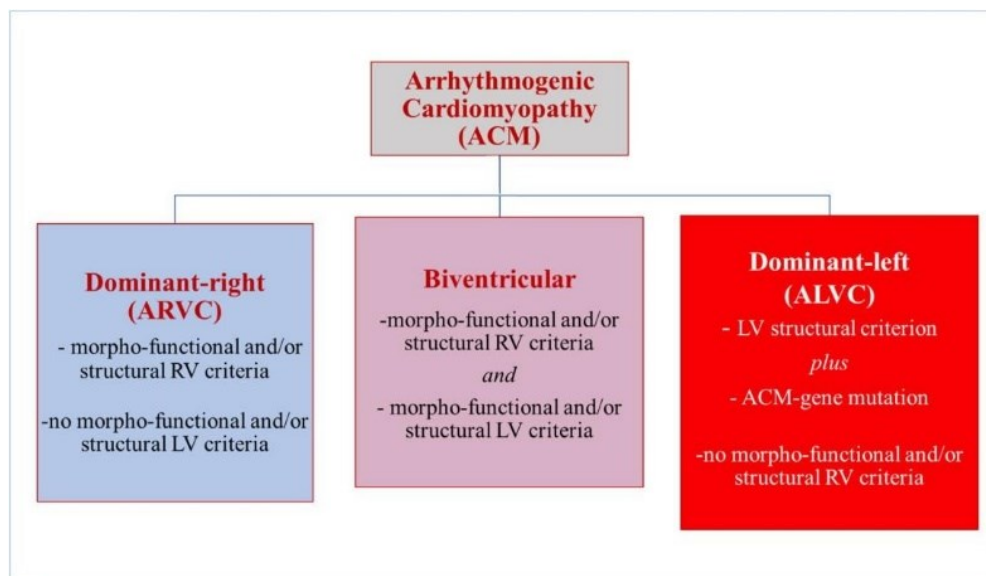 Arrhythmogenic
Cardiomyopathy
(ACM)
Dominant-right
(ARVC)
- morpho-functional and/or
structural RV criteria
-no morpho-functional and/or
structural LV criteria
Biventricular
-morpho-functional and/or
structural RV criteria
and
- morpho-functional and/or
structural LV criteria
Dominant-left
(ALVC)
- LV structural criterion
plus
- ACM-gene mutation
-no morpho-functional and/or
structural RV criteria